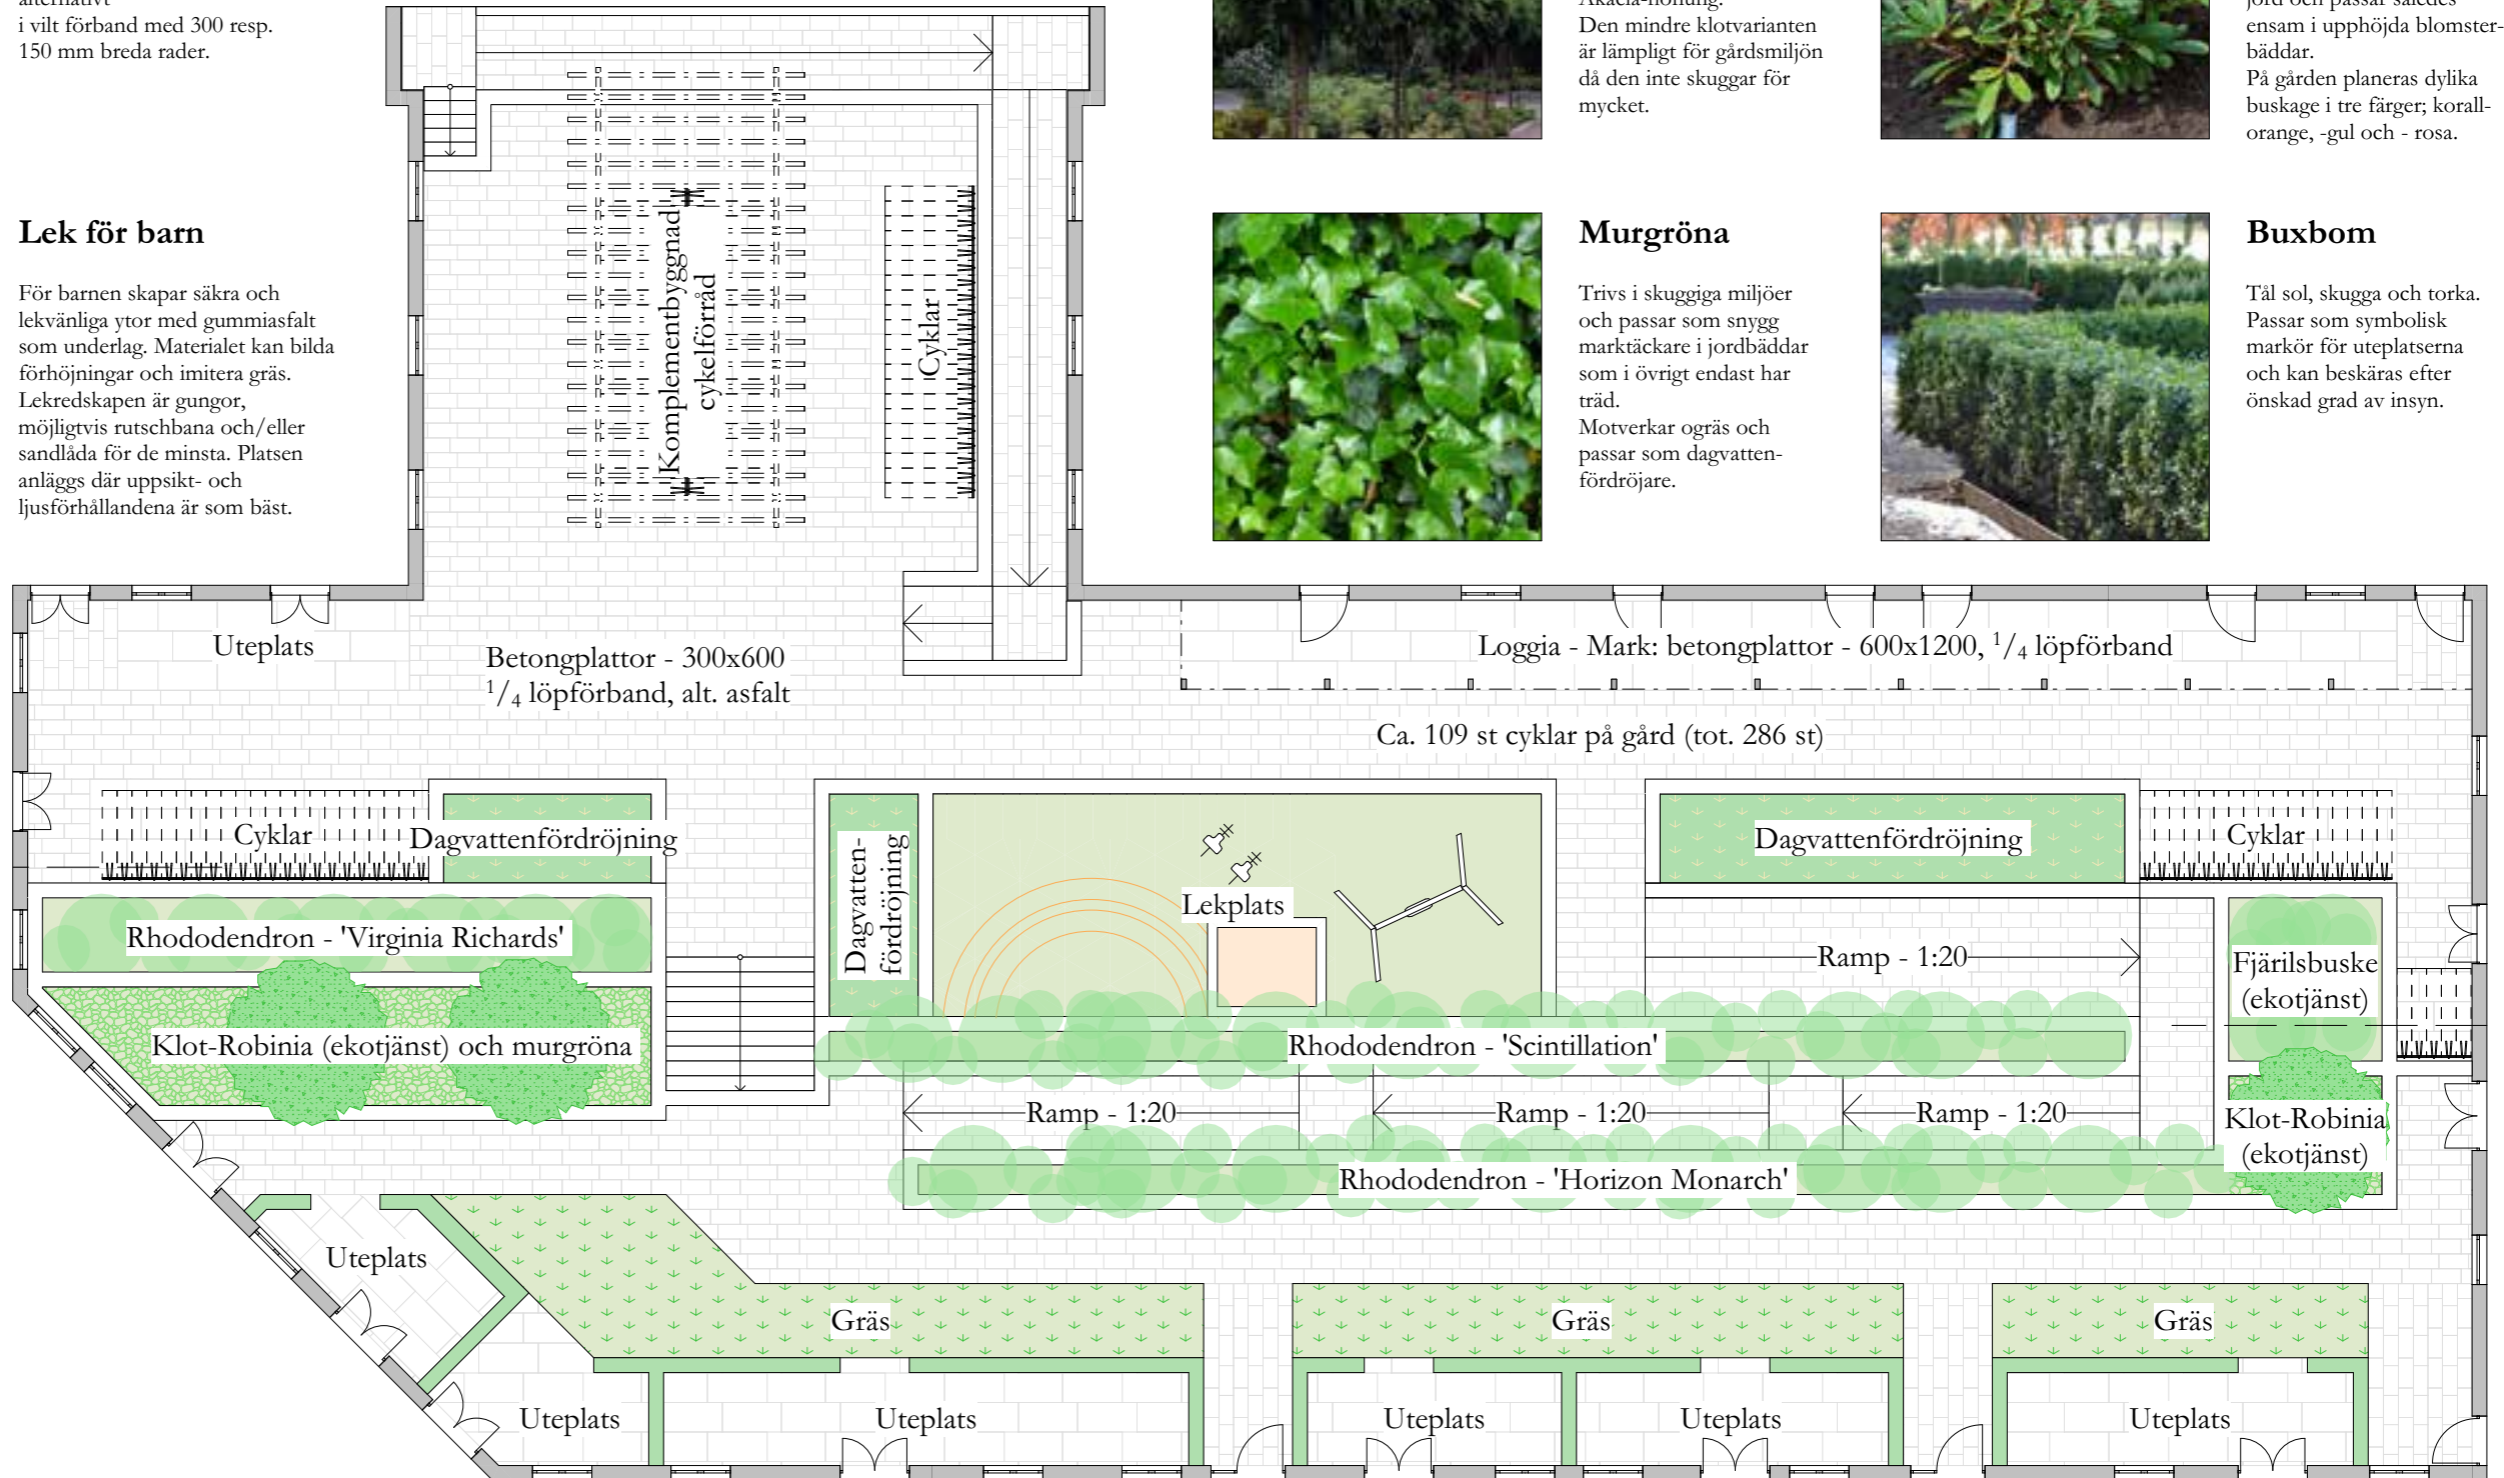 alternativt
i vilt förband med 300 resp.
150 mm breda rader.
Lek för barn
För barnen skapar säkra och
lekvänliga ytor med gummiasfalt
som underlag. Materialet kan bilda
förhöjningar och imitera gräs.
Lekredskapen är gungor,
möjligtvis rutschbana och/eller
sandlåda för de minsta. Platsen
anläggs där uppsikt- och
ljusförhållandena är som bäst.
Akacia-honung.
Den mindre klotvarianten
är lämpligt för gårdsmiljön
då den inte skuggar för
mycket.
jord och passar således
ensam i upphöjda blomster-
bäddar.
På gården planeras dylika
buskage i tre färger; korall-
orange, -gul och - rosa.
Murgröna
Trivs i skuggiga miljöer
och passar som snygg
marktäckare i jordbäddar
som i övrigt endast har
träd.
Motverkar ogräs och
passar som dagvatten-
fördröjare.
Buxbom
Tål sol, skugga och torka.
Passar som symbolisk
markör för uteplatserna
och kan beskäras efter
önskad grad av insyn.
Komplementbyggnad
cykelförråd
Cyklar
Uteplats
Betongplattor - 300x600
1/4 löpförband, alt. asfalt
Loggia - Mark: betongplattor - 600x1200, 1/4 löpförband
Ca. 109 st cyklar på gård (tot. 286 st)
Cyklar
Dagvattenfördröjning
Dagvatten-
fördröjning
Lekplats
Dagvattenfördröjning
Cyklar
Rhododendron - 'Virginia Richards'
Ramp - 1:20
Fjärilsbuske
(ekotjänst)
Klot-Robinia (ekotjänst) och murgröna
Rhododendron - 'Scintillation'
Ramp - 1:20
Ramp - 1:20
Ramp - 1:20
Klot-Robinia
(ekotjänst)
Rhododendron - 'Horizon Monarch'
Uteplats
Gräs
Gräs
Gräs
Uteplats
Uteplats
Uteplats
Uteplats
Uteplats